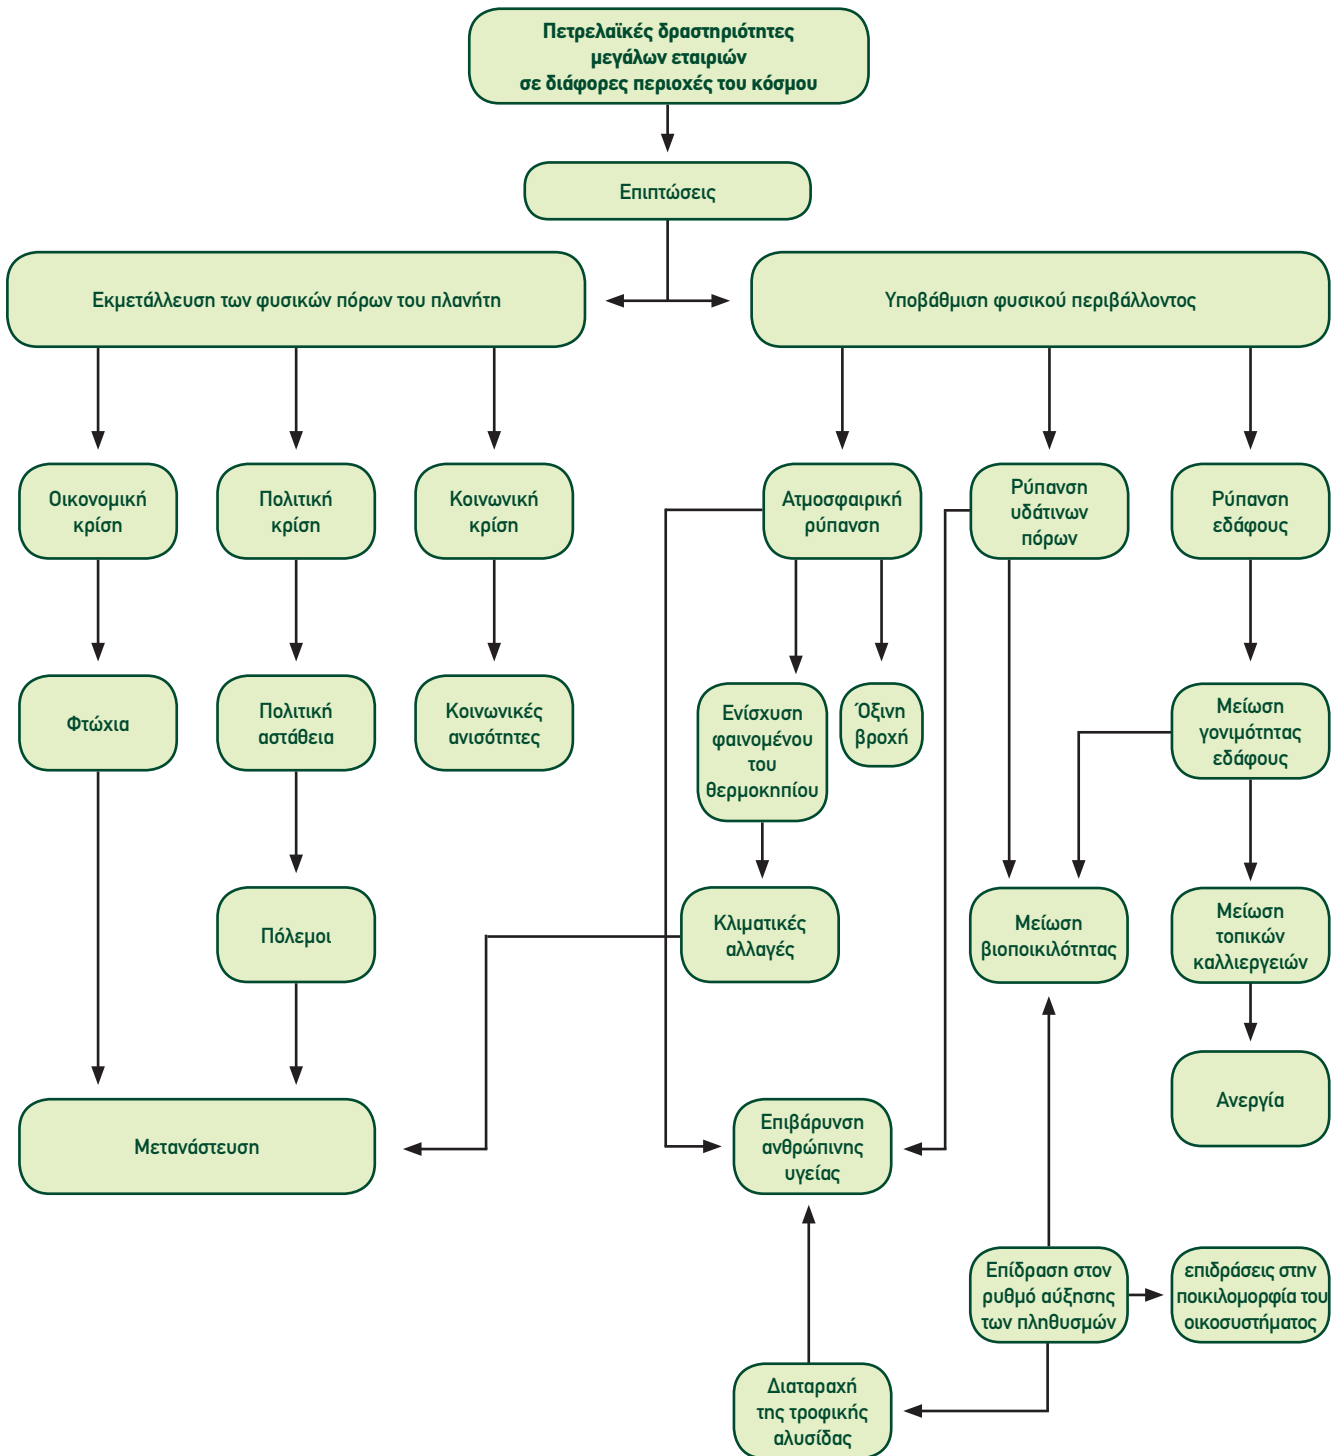 Πετρελαϊκές δραστηριότητες
μεγάλων εταιριών
σε διάφορες περιοχές του κόσμου
Επιπτώσεις
Εκμετάλλευση των φυσικών πόρων του πλανήτη
Υποβάθμιση φυσικού περιβάλλοντος
Οικονομική
κρίση
Πολιτική
κρίση
Κοινωνική
κρίση
Ατμοσφαιρική
ρύπανση
Ρύπανση
υδάτινων
πόρων
Ρύπανση
εδάφους
Φτώχια
Πολιτική
αστάθεια
Κοινωνικές
ανισότητες
Ενίσχυση
φαινομένου
του
θερμοκηπίου
Όξινη
βροχή
Μείωση
γονιμότητας
εδάφους
Πόλεμοι
Κλιματικές
αλλαγές
Μείωση
βιοποικιλότητας
Μείωση
τοπικών
καλλιεργειών
Μετανάστευση
Επιβάρυνση
ανθρώπινης
υγείας
Ανεργία
Επίδραση στον
ρυθμό αύξησης
των πληθυσμών
επιδράσεις στην
ποικιλομορφία του
οικοσυστήματος
Διαταραχή
της τροφικής
αλυσίδας